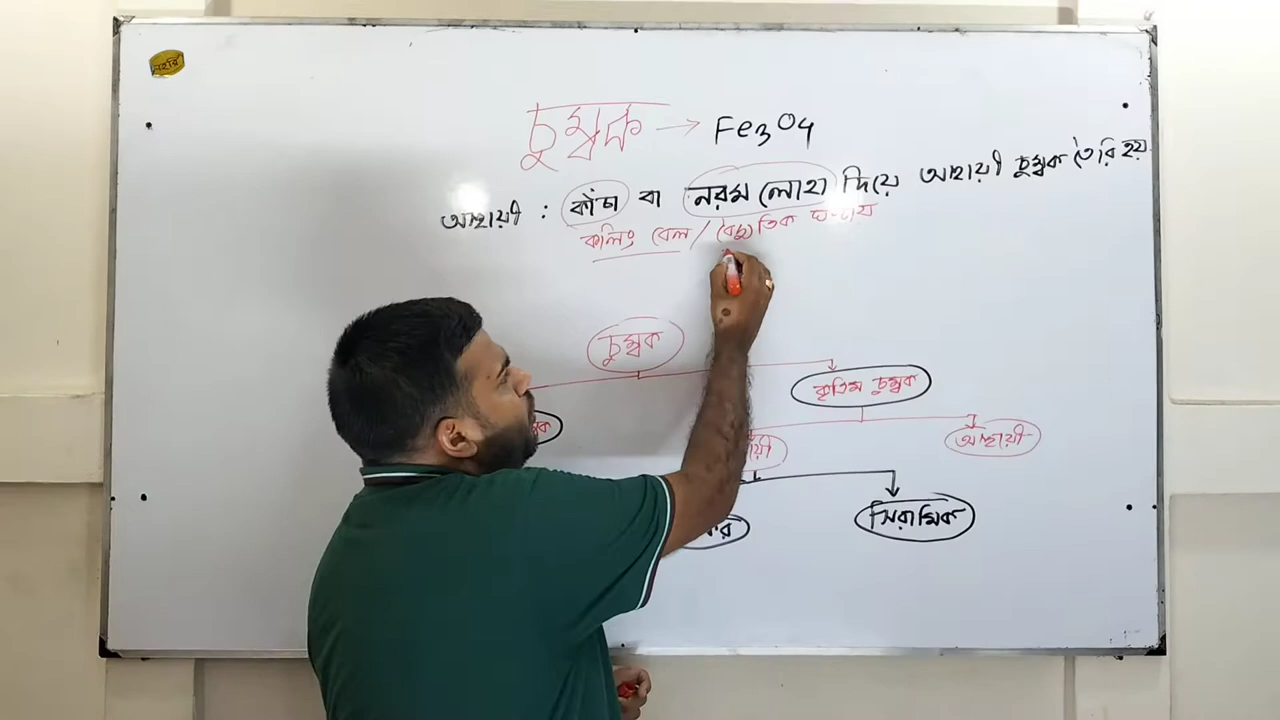 চুম্বক → Fe3O4
অস্থায়ী : কাঁচা বা নরম লোহা দিয়ে অস্থায়ী চুম্বক তৈরি হয়
কলিং বেল / বৈদ্যুতিক ঘন্টায়
চুম্বক
কৃত্রিম চুম্বক
অস্থায়ী
সিরামিক